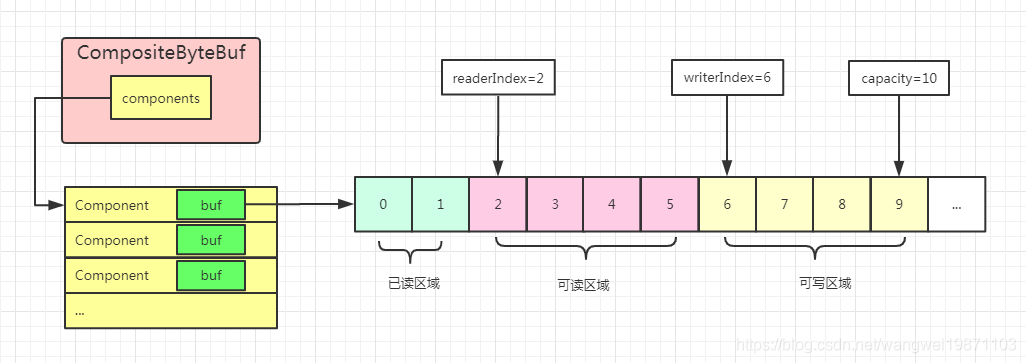 CompositeByteBuf
components
readerIndex=2
writerIndex=6
capacity=10
Component buf
Component buf
Component buf
...
0 1 2 3 4 5 6 7 8 9 ...
已读区域
可读区域
可写区域
https://blog.csdn.net/wangwei19871103